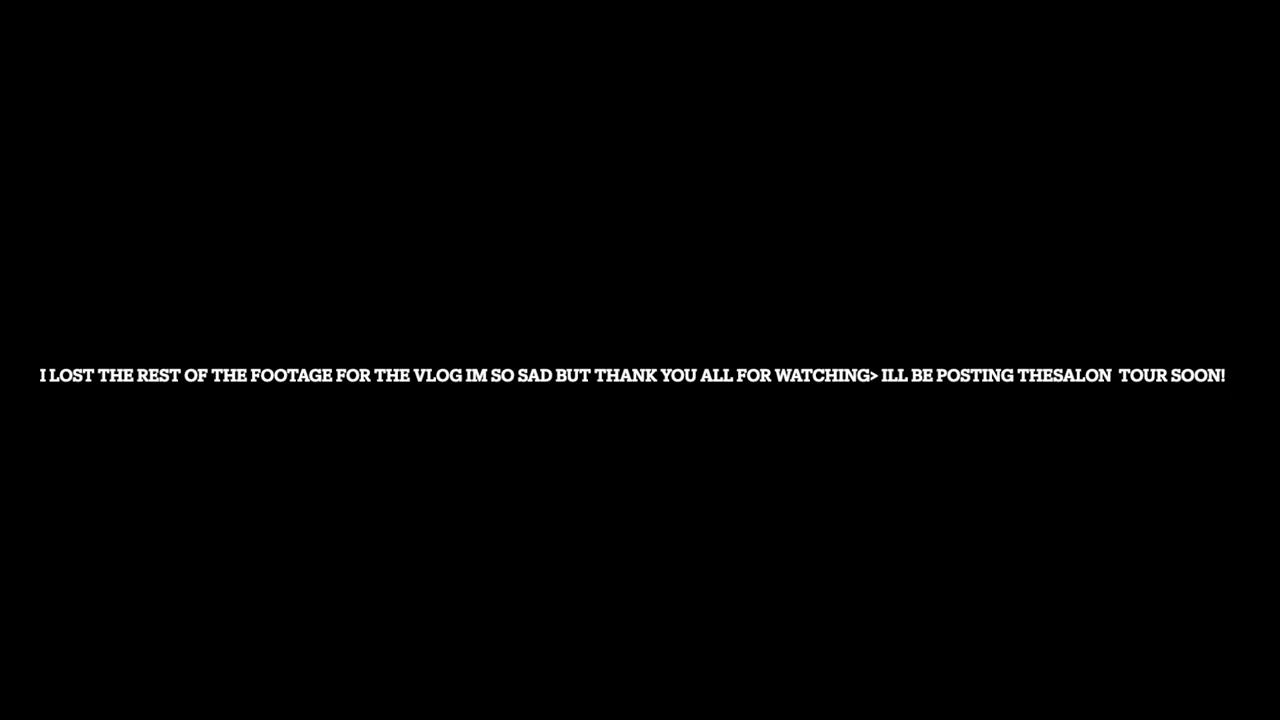 I LOST THE REST OF THE FOOTAGE FOR THE VLOG IM SO SAD BUT THANK YOU ALL FOR WATCHING> ILL BE POSTING THESALON  TOUR SOON!